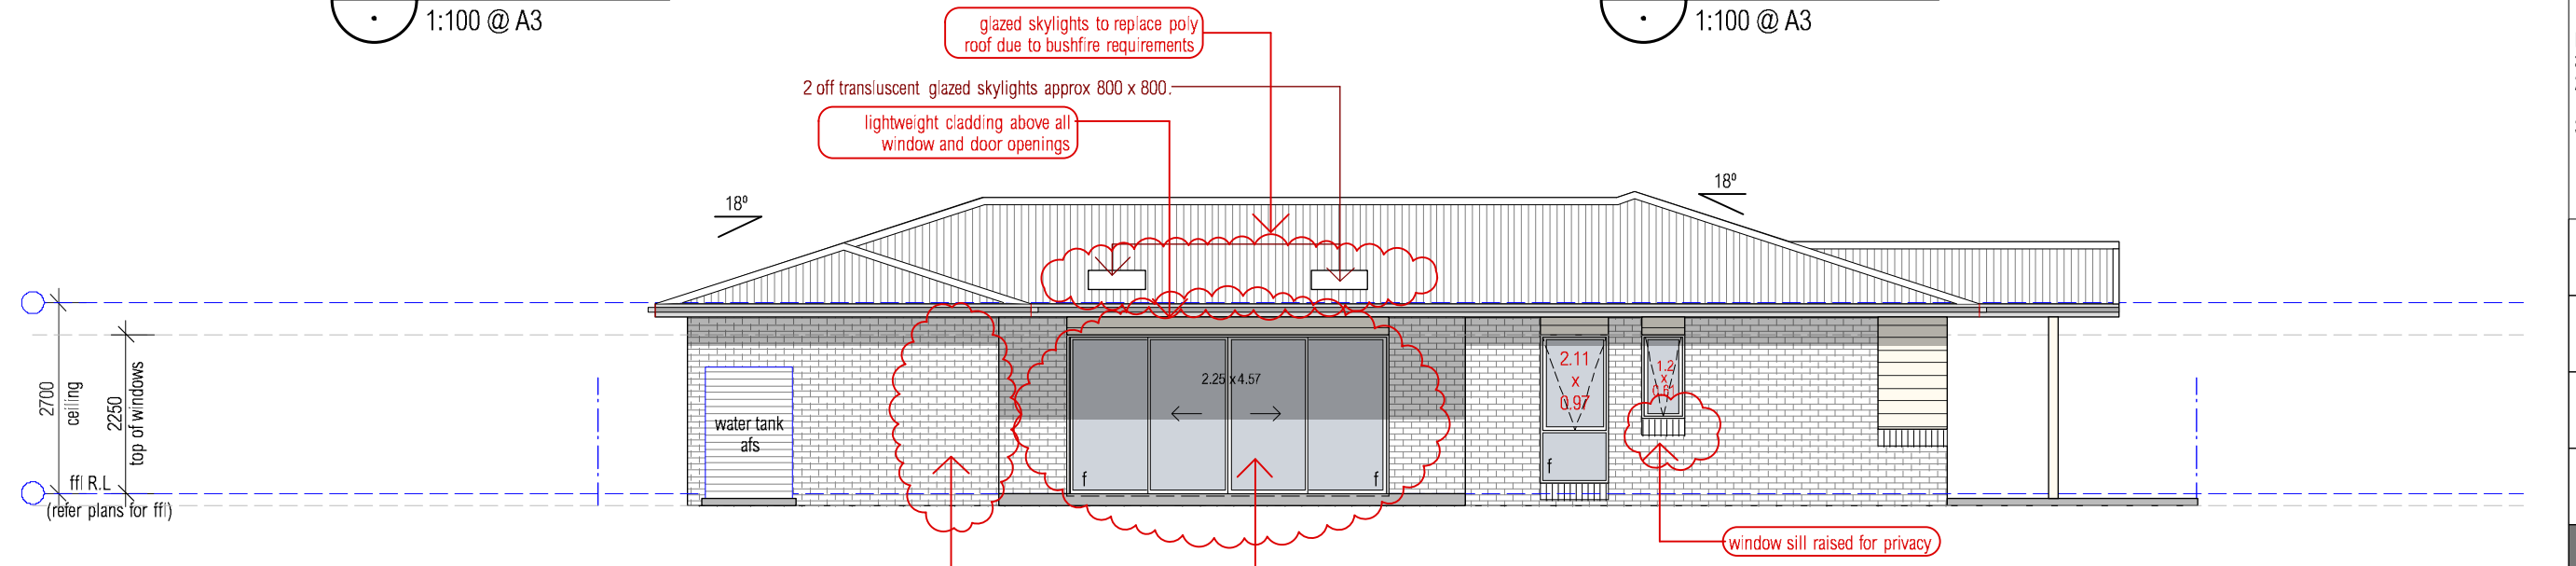 1:100 @ A3
1:100 @ A3
glazed skylights to replace poly
roof due to bushfire requirements
2 off transluscent glazed skylights approx 800 x 800.
lightweight cladding above all
window and door openings
18º
18º
2700
ceiling
2250
top of windows
ffl R.L
(refer plans for ffl)
water tank
afs
2.25 x 4.57
f
f
2.11
x
0.97
f
1.2
x
window sill raised for privacy